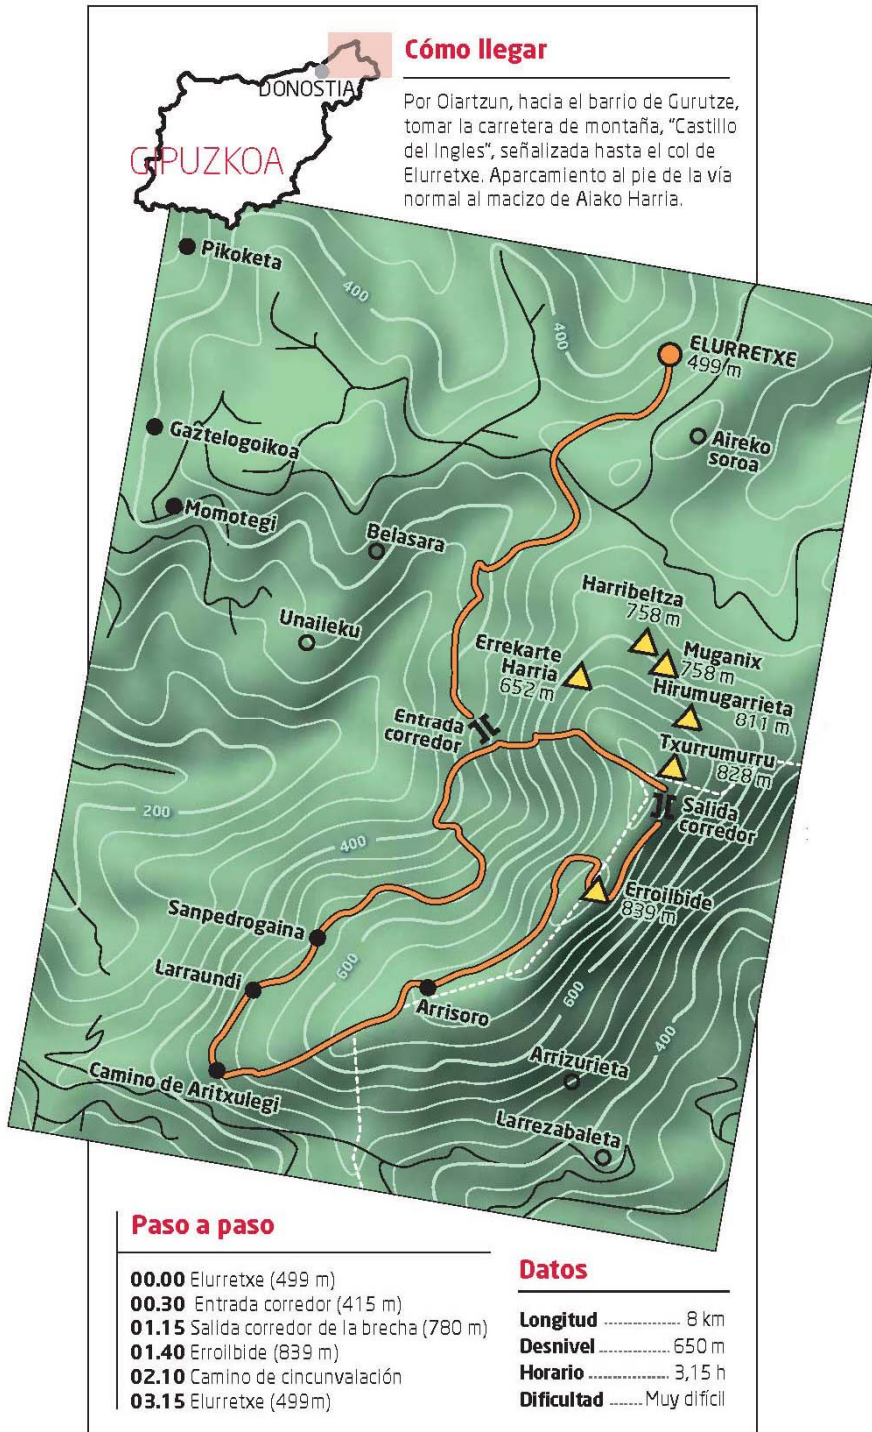 Cómo llegar
DONOSTIA
GIPUZKOA
Por Oiartzun, hacia el barrio de Gurutze,
tomar la carretera de montaña, "Castillo
del Ingles", señalizada hasta el col de
Elurretxe. Aparcamiento al pie de la vía
normal al macizo de Aiako Harria.
Pikoketa
400
400
ELURRETXE
499 m
Gaztelogoikoa
Aireko
soroa
Momotegi
Belasara
Unaileku
Harribeltza
758 m
Errekarte
Harria
652 m
Muganix
758 m
Hirumugarrieta
811 m
Entrada
corredor
Txurrumurru
828 m
200
Salida
corredor
400
Erroilbide
839 m
Sanpedrogaina
Larraundi
600
Arrisoro
600
400
Camino de Aritxulegi
Arrizurieta
Larrezabaleta
Paso a paso
00.00 Elurretxe (499 m)
00.30 Entrada corredor (415 m)
01.15 Salida corredor de la brecha (780 m)
01.40 Erroilbide (839 m)
02.10 Camino de cincunvalación
03.15 Elurretxe (499m)
Datos
Longitud ............... 8 km
Desnivel ............ 650 m
Horario ............. 3,15 h
Dificultad ...... Muy difícil